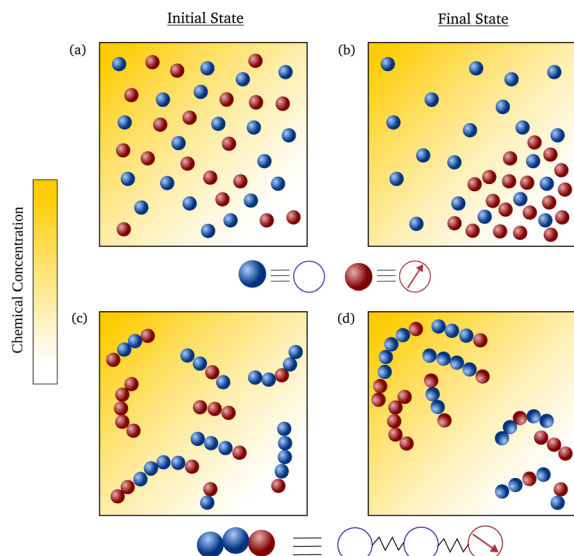 Initial State
Final State
(a)
(b)
Chemical Concentration
(c)
(d)